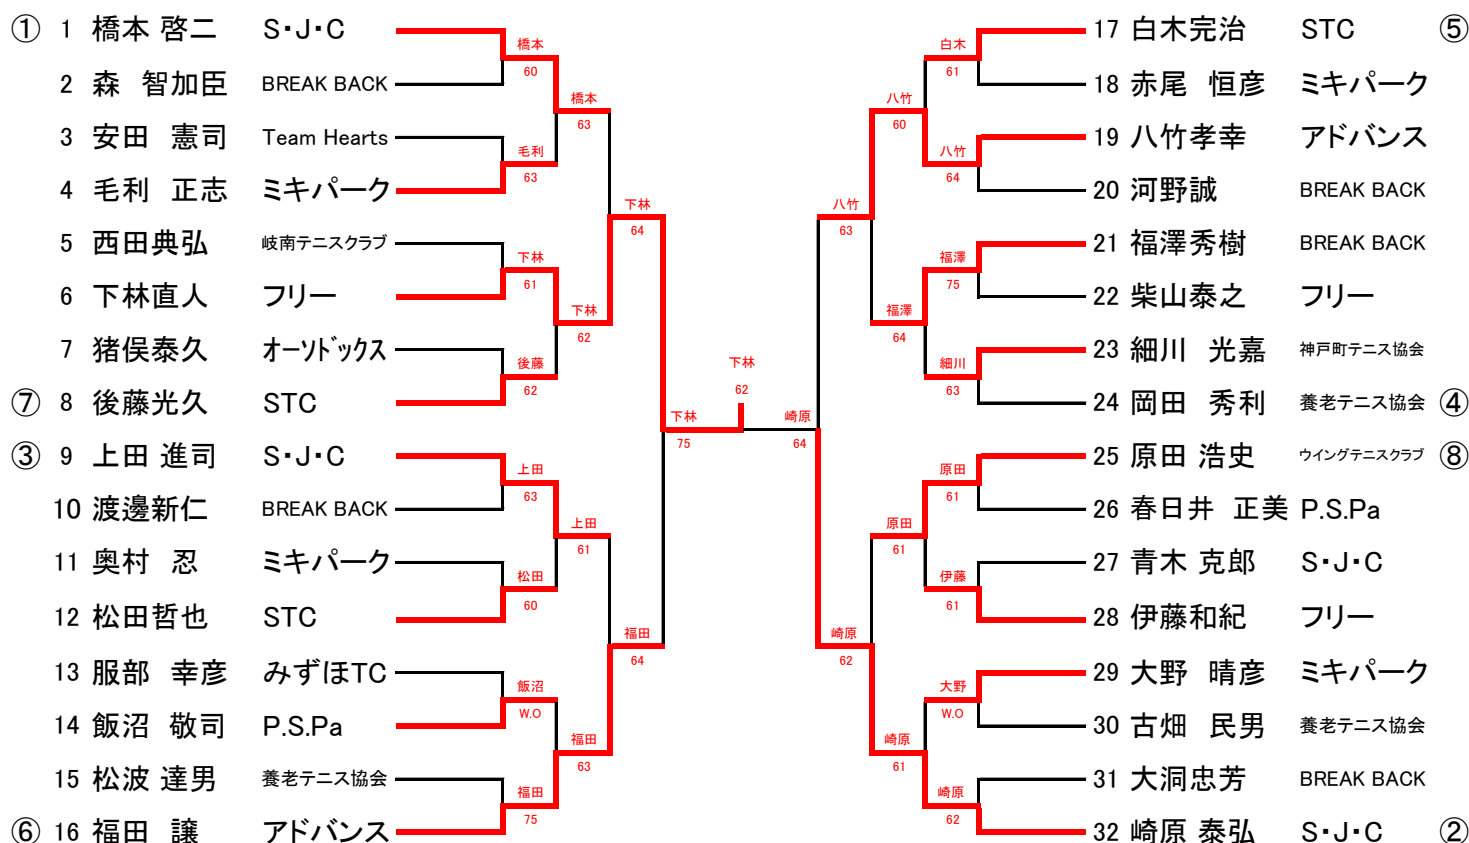 ① 1 橋本 啓二 S・J・C
2 森 智加臣 BREAK BACK
3 安田 憲司 Team Hearts
4 毛利 正志 ミキパーク
5 西田典弘 岐南テニスクラブ
6 下林直人 フリー
7 猪俣泰久 オーソドックス
⑦ 8 後藤光久 STC
③ 9 上田 進司 S・J・C
10 渡邊新仁 BREAK BACK
11 奥村 忍 ミキパーク
12 松田哲也 STC
13 服部 幸彦 みずほTC
14 飯沼 敬司 P.S.Pa
15 松波 達男 養老テニス協会
⑥ 16 福田 譲 アドバンス
橋本
60
毛利
63
下林
61
後藤
62
上田
63
松田
60
飯沼
W.O
福田
75
橋本
63
下林
62
上田
61
福田
63
下林
64
福田
64
下林
75
下林
62
崎原
64
八竹
63
崎原
62
八竹
60
福澤
64
原田
61
崎原
61
白木
61
八竹
64
福澤
75
細川
63
原田
61
伊藤
61
大野
W.O
崎原
62
17 白木完治 STC ⑤
18 赤尾 恒彦 ミキパーク
19 八竹孝幸 アドバンス
20 河野誠 BREAK BACK
21 福澤秀樹 BREAK BACK
22 柴山泰之 フリー
23 細川 光嘉 神戸町テニス協会
24 岡田 秀利 養老テニス協会 ④
25 原田 浩史 ウイングテニスクラブ ⑧
26 春日井 正美 P.S.Pa
27 青木 克郎 S・J・C
28 伊藤和紀 フリー
29 大野 晴彦 ミキパーク
30 古畑 民男 養老テニス協会
31 大洞忠芳 BREAK BACK
32 崎原 泰弘 S・J・C ②